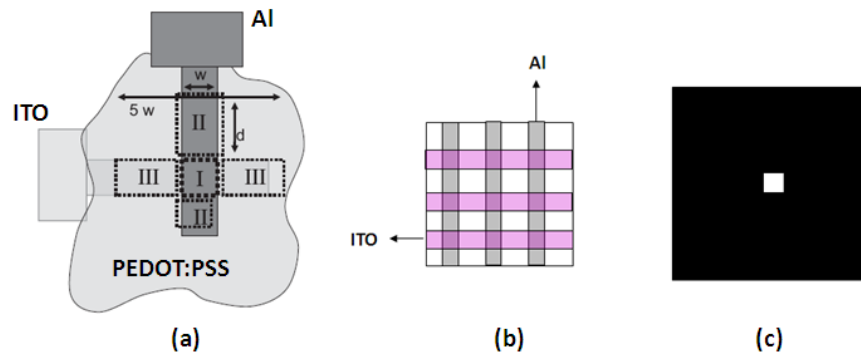 Al
w
ITO
5 w
II
d
III
I
III
II
PEDOT:PSS
(a)
Al
ITO
(b)
(c)